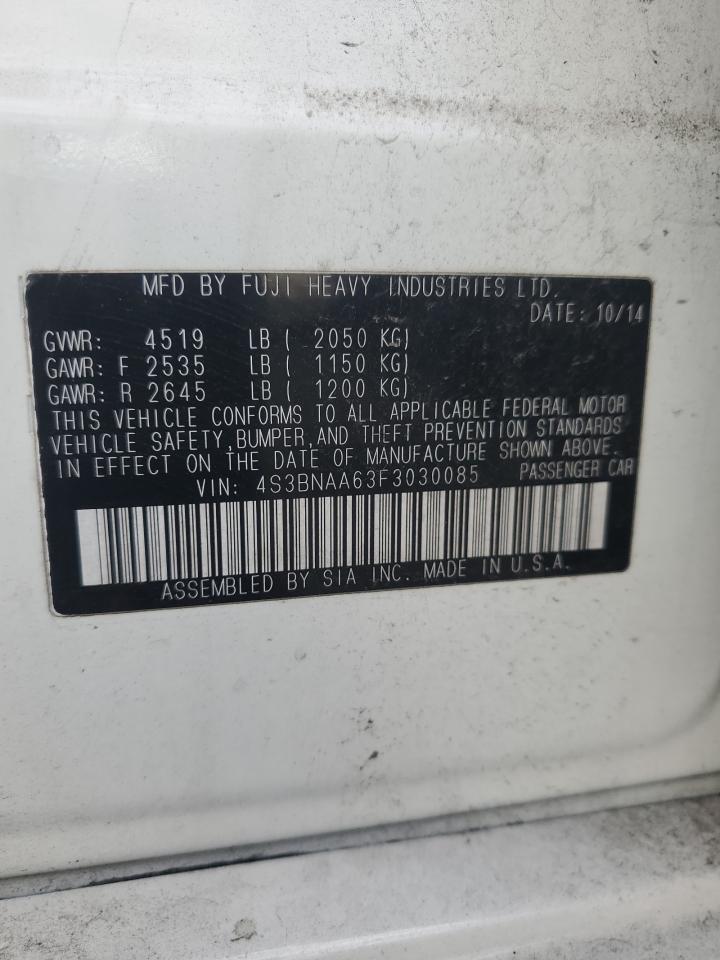 MFD BY FUJI HEAVY INDUSTRIES LTD.
DATE: 10/14
GVWR: 4519 LB ( 2050 KG)
GAWR: F 2535 LB ( 1150 KG)
GAWR: R 2645 LB ( 1200 KG)
THIS VEHICLE CONFORMS TO ALL APPLICABLE FEDERAL MOTOR
VEHICLE SAFETY, BUMPER, AND THEFT PREVENTION STANDARDS
IN EFFECT ON THE DATE OF MANUFACTURE SHOWN ABOVE.
VIN: 4S3BNAA63F3030085 PASSENGER CAR
ASSEMBLED BY SIA INC. MADE IN U.S.A.